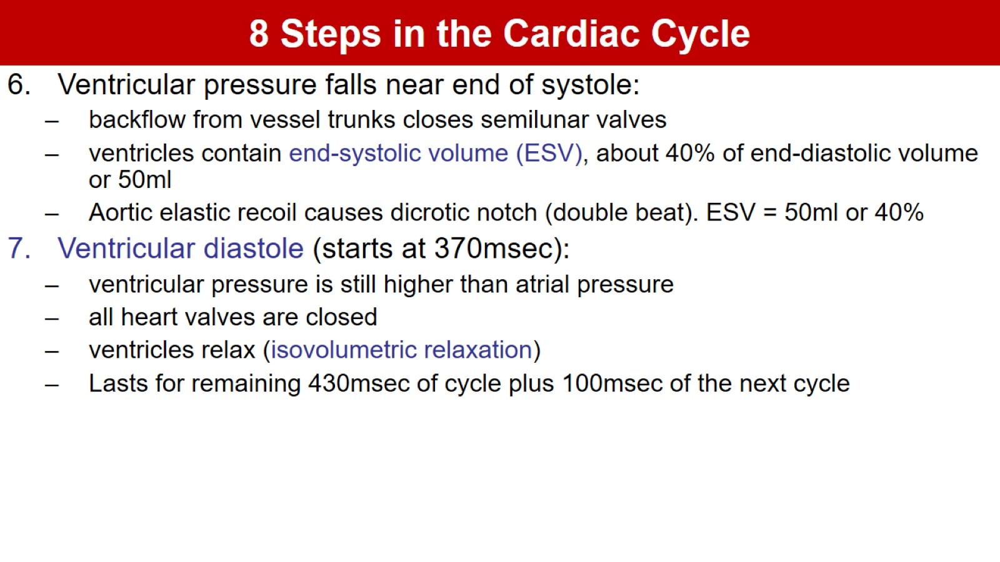 8 Steps in the Cardiac Cycle
6. Ventricular pressure falls near end of systole:
– backflow from vessel trunks closes semilunar valves
– ventricles contain end-systolic volume (ESV), about 40% of end-diastolic volume
or 50ml
– Aortic elastic recoil causes dicrotic notch (double beat). ESV = 50ml or 40%
7. Ventricular diastole (starts at 370msec):
– ventricular pressure is still higher than atrial pressure
– all heart valves are closed
– ventricles relax (isovolumetric relaxation)
– Lasts for remaining 430msec of cycle plus 100msec of the next cycle